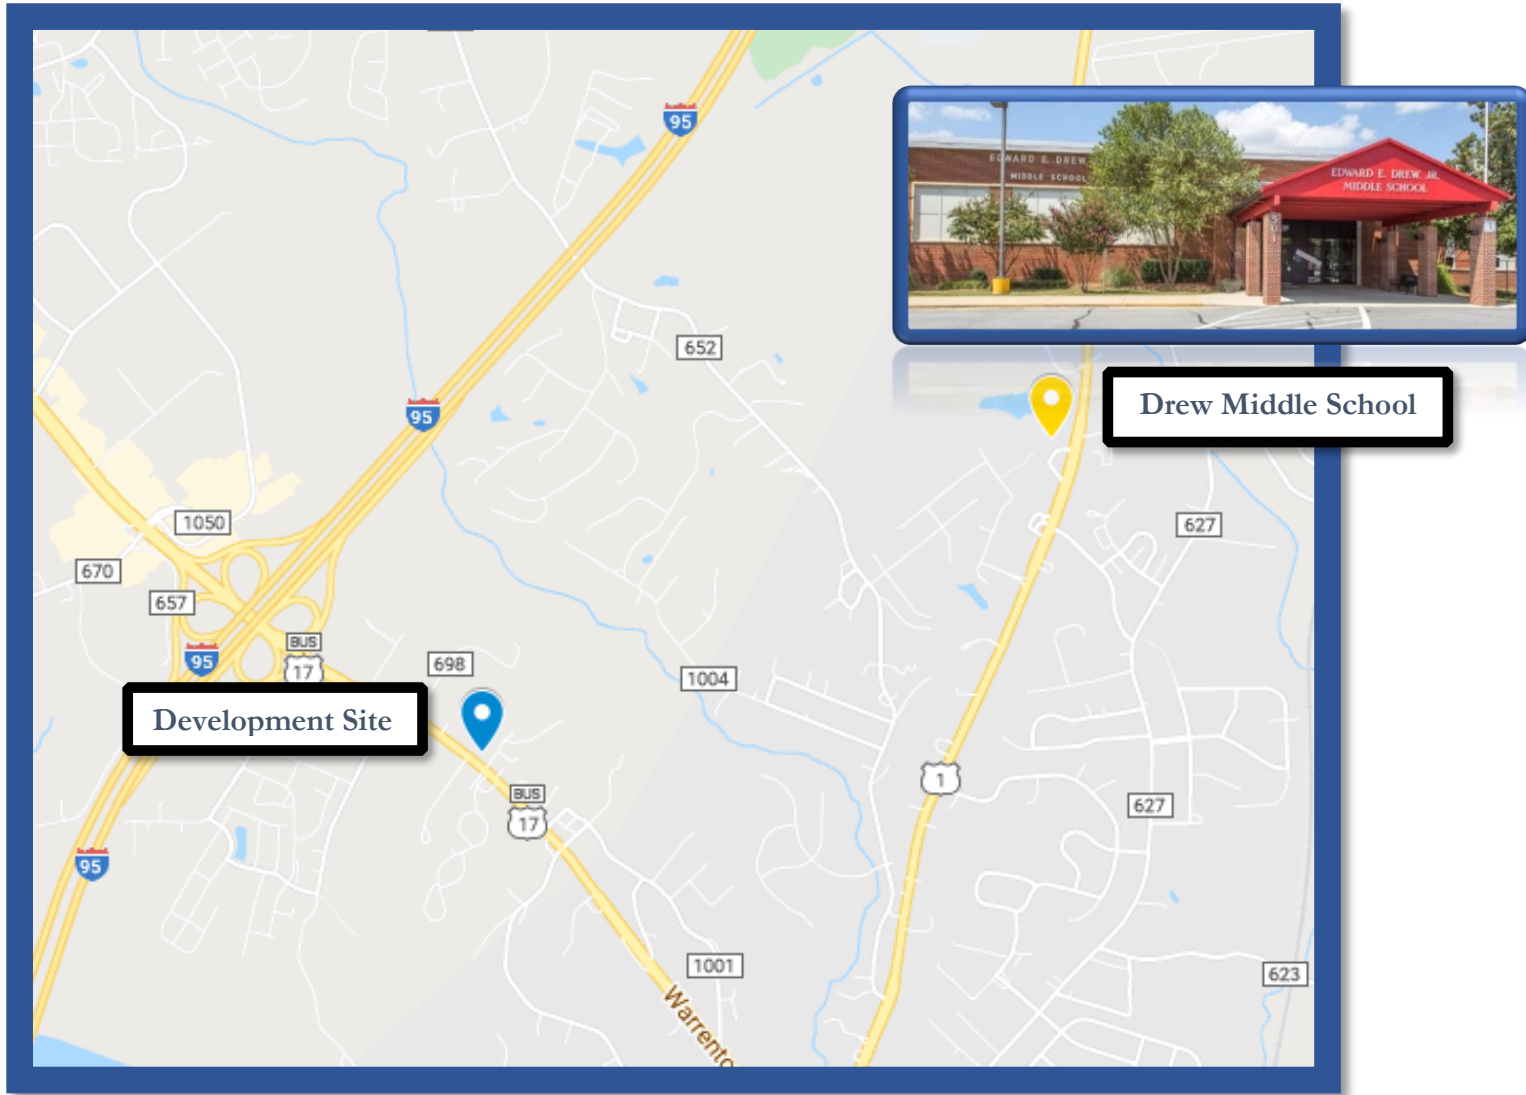 95
EDWARD E. DREW,
MIDDLE SCHOOL
EDWARD E. DREW, JR.
MIDDLE SCHOOL
501
652
95
Drew Middle School
1050
627
670
657
BUS
17
95
698
1004
Development Site
1
BUS
17
627
95
1001
623
Warrento